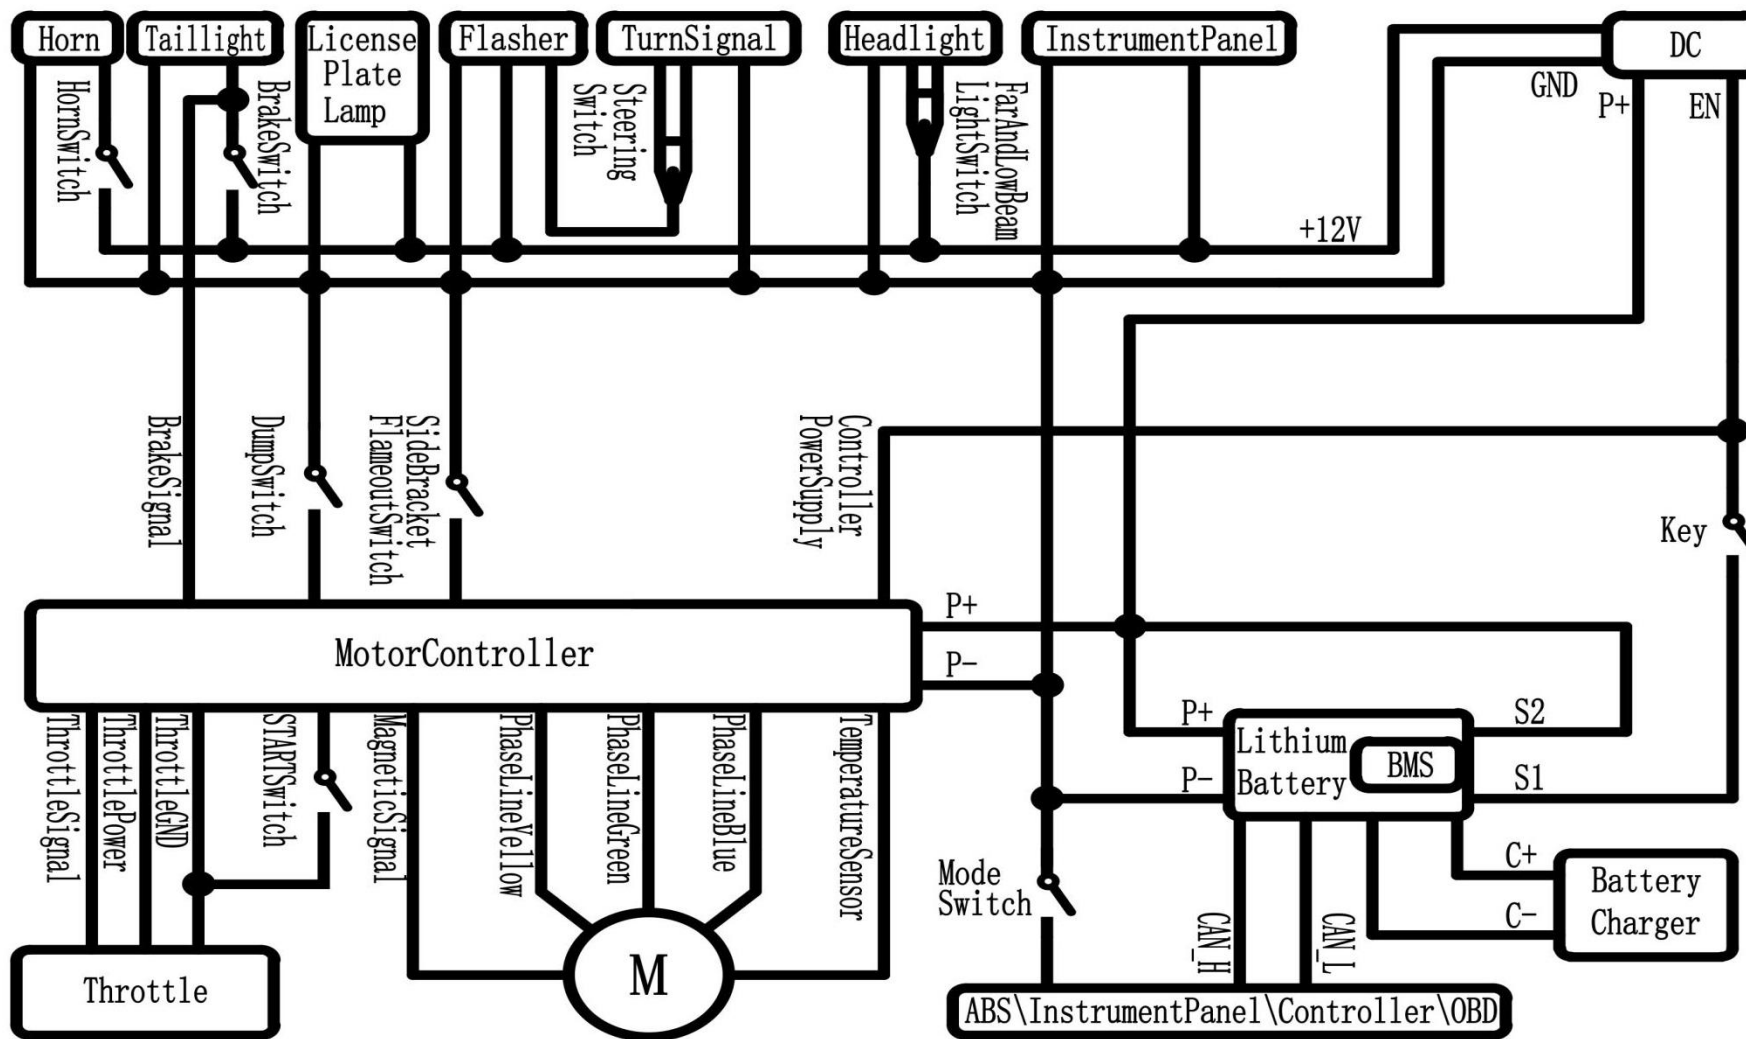 Horn
Taillight
License
Plate
Lamp
Flasher
TurnSignal
Headlight
InstrumentPanel
DC
GND
P+
EN
HornSwitch
BrakeSwitch
Steering
Switch
FarAndLowBeam
LightSwitch
+12V
BrakeSignal
DumpSwitch
SideBracket
FlameoutSwitch
Controller
PowerSupply
Key
MotorController
P+
P-
ThrottleSignal
ThrottlePower
ThrottleGND
STARTSwitch
MagneticSignal
PhaseLineYellow
PhaseLineGreen
PhaseLineBlue
TemperatureSensor
P+
P-
Lithium
Battery
BMS
S2
S1
Mode
Switch
CAN_H
CAN_L
C+
C-
Battery
Charger
Throttle
M
ABS\InstrumentPanel\Controller\OBD